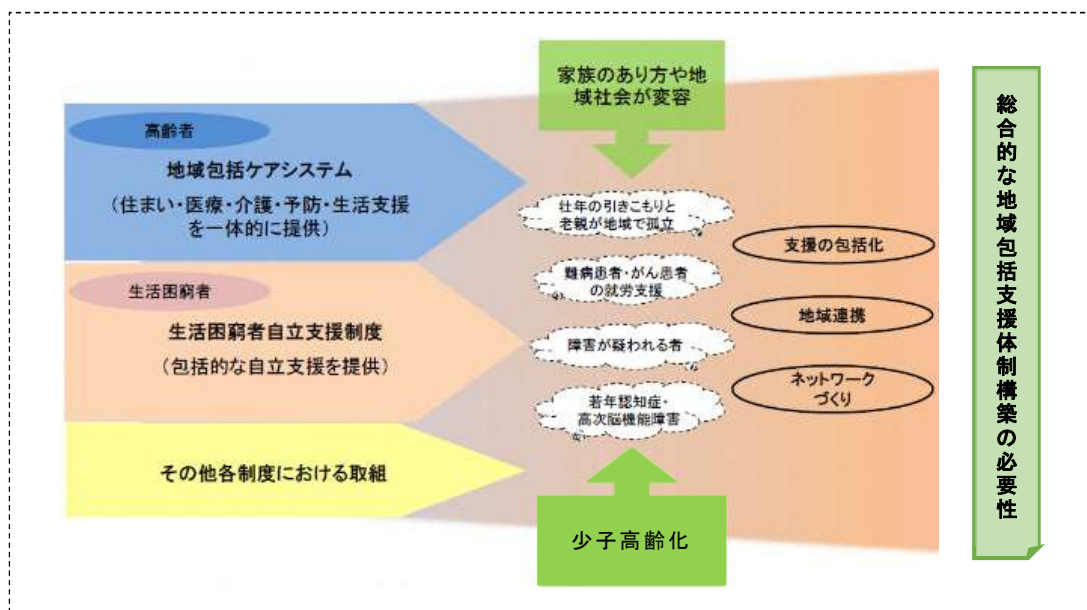 家族のあり方や地
域社会が変容
高齢者
地域包括ケアシステム
（住まい・医療・介護・予防・生活支援
を一体的に提供）
生活困窮者
生活困窮者自立支援制度
（包括的な自立支援を提供）
その他各制度における取組
壮年の引きこもりと
老親が地域で孤立
難病患者・がん患者
の就労支援
障害が疑われる者
若年認知症・
高次脳機能障害
少子高齢化
支援の包括化
地域連携
ネットワーク
づくり
総合的な地域包括支援体制構築の必要性